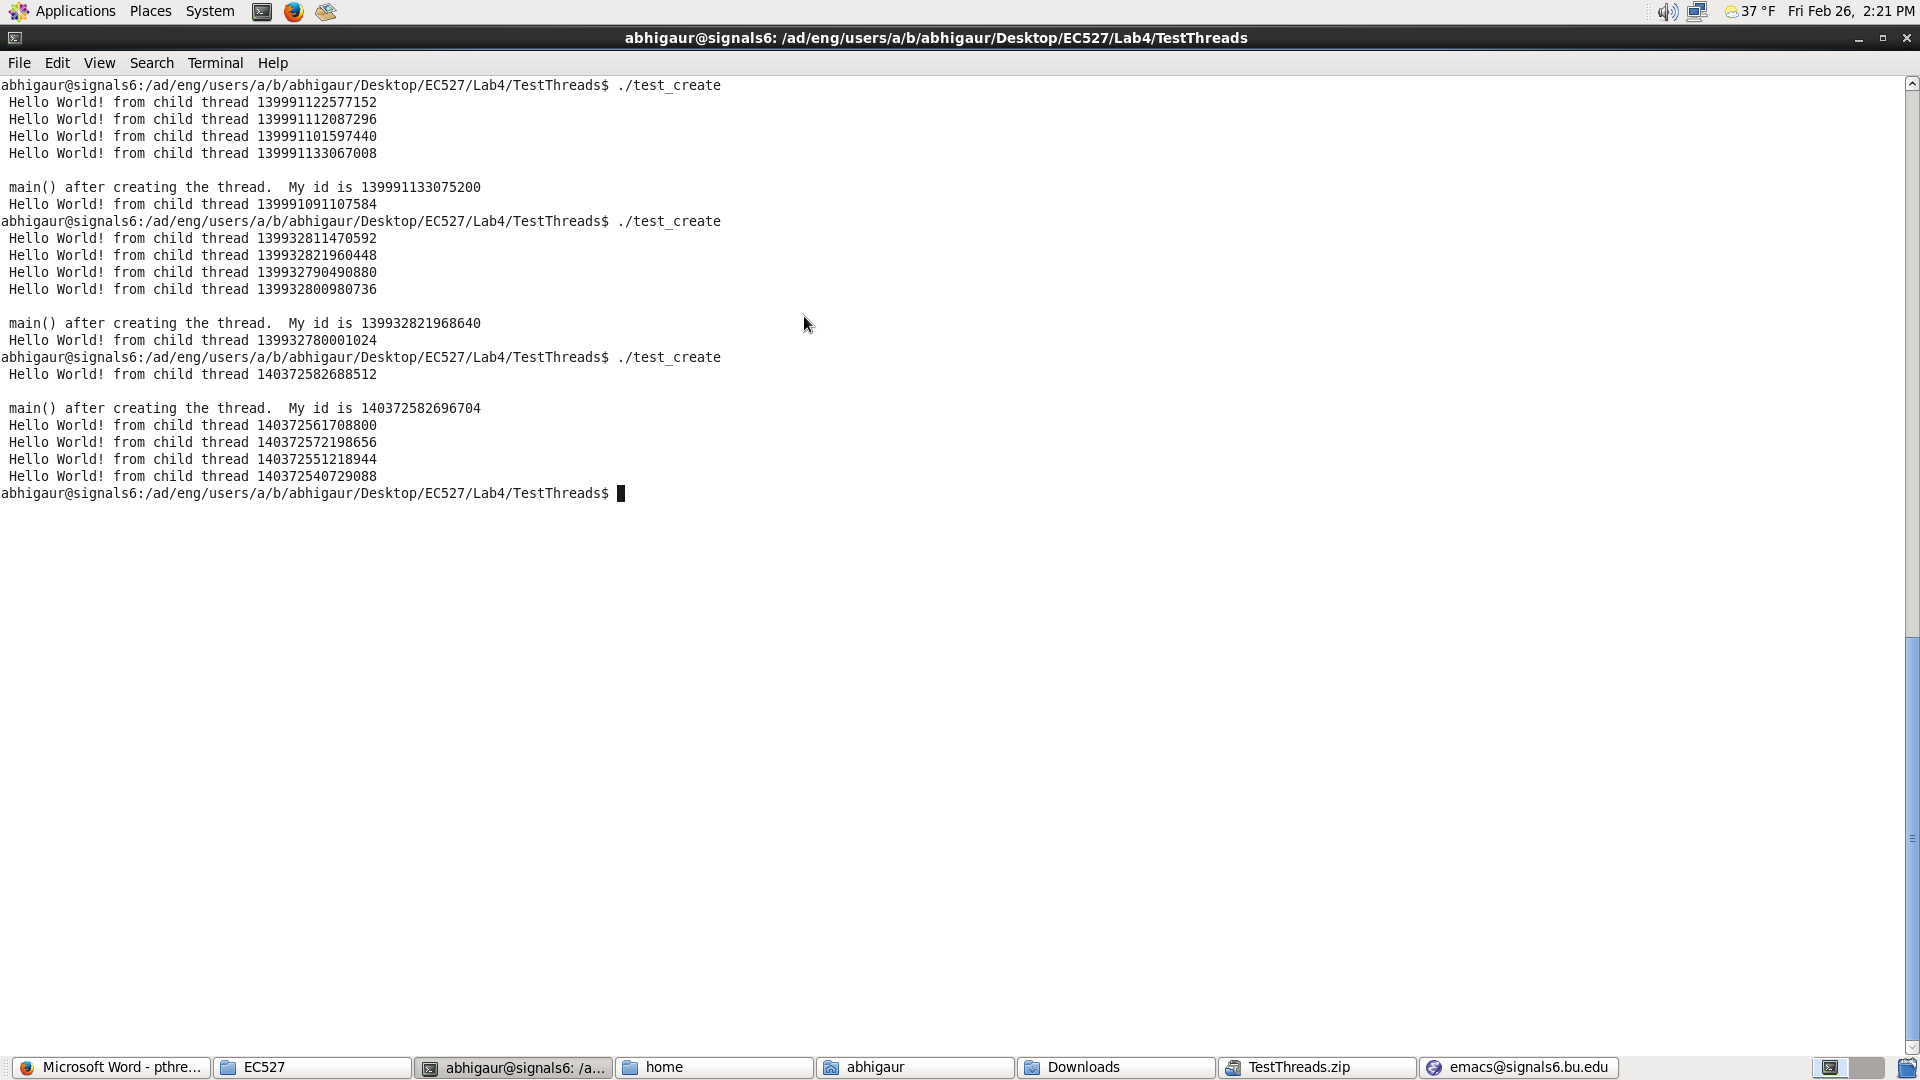 Applications Places System 37 °F Fri Feb 26, 2:21 PM
abhigaur@signals6: /ad/eng/users/a/b/abhigaur/Desktop/EC527/Lab4/TestThreads
File Edit View Search Terminal Help
abhigaur@signals6:/ad/eng/users/a/b/abhigaur/Desktop/EC527/Lab4/TestThreads$ ./test_create
Hello World! from child thread 139991122577152
Hello World! from child thread 139991112087296
Hello World! from child thread 139991101597440
Hello World! from child thread 139991133067008
main() after creating the thread.  My id is 139991133075200
Hello World! from child thread 139991091107584
abhigaur@signals6:/ad/eng/users/a/b/abhigaur/Desktop/EC527/Lab4/TestThreads$ ./test_create
Hello World! from child thread 139932811470592
Hello World! from child thread 139932821960448
Hello World! from child thread 139932790490880
Hello World! from child thread 139932800980736
main() after creating the thread.  My id is 139932821968640
Hello World! from child thread 139932780001024
abhigaur@signals6:/ad/eng/users/a/b/abhigaur/Desktop/EC527/Lab4/TestThreads$ ./test_create
Hello World! from child thread 140372582688512
main() after creating the thread.  My id is 140372582696704
Hello World! from child thread 140372561708800
Hello World! from child thread 140372572198656
Hello World! from child thread 140372551218944
Hello World! from child thread 140372540729088
abhigaur@signals6:/ad/eng/users/a/b/abhigaur/Desktop/EC527/Lab4/TestThreads$
Microsoft Word - pthre... EC527 abhigaur@signals6: /a... home abhigaur Downloads TestThreads.zip emacs@signals6.bu.edu